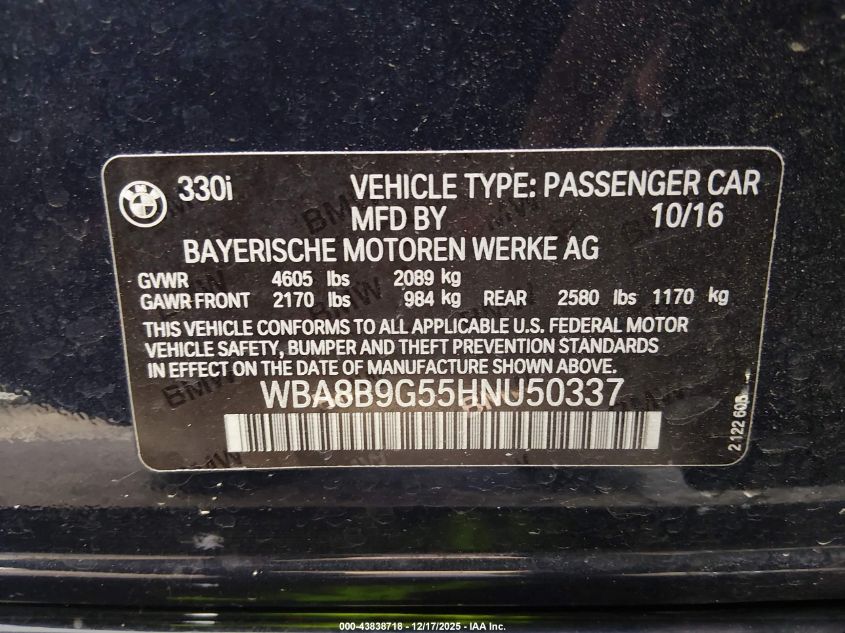 330i VEHICLE TYPE: PASSENGER CAR
MFD BY 10/16
BAYERISCHE MOTOREN WERKE AG
GVWR 4605 lbs 2089 kg
GAWR FRONT 2170 lbs 984 kg REAR 2580 lbs 1170 kg
THIS VEHICLE CONFORMS TO ALL APPLICABLE U.S. FEDERAL MOTOR
VEHICLE SAFETY, BUMPER AND THEFT PREVENTION STANDARDS
IN EFFECT ON THE DATE OF MANUFACTURE SHOWN ABOVE.
WBA8B9G55HNU50337
000-43838718 - 12/17/2025 - IAA Inc.